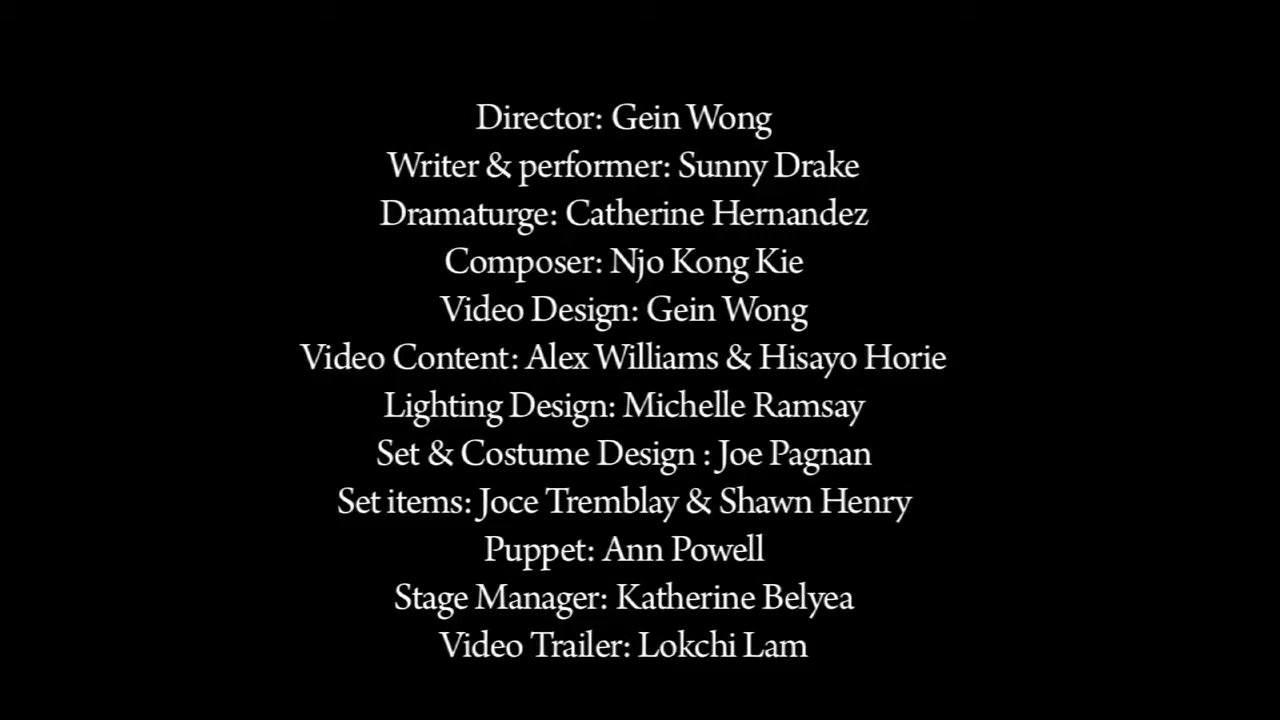 Director: Gein Wong
Writer & performer: Sunny Drake
Dramaturge: Catherine Hernandez
Composer: Njo Kong Kie
Video Design: Gein Wong
Video Content: Alex Williams & Hisayo Horie
Lighting Design: Michelle Ramsay
Set & Costume Design : Joe Pagnan
Set items: Joce Tremblay & Shawn Henry
Puppet: Ann Powell
Stage Manager: Katherine Belyea
Video Trailer: Lokchi Lam